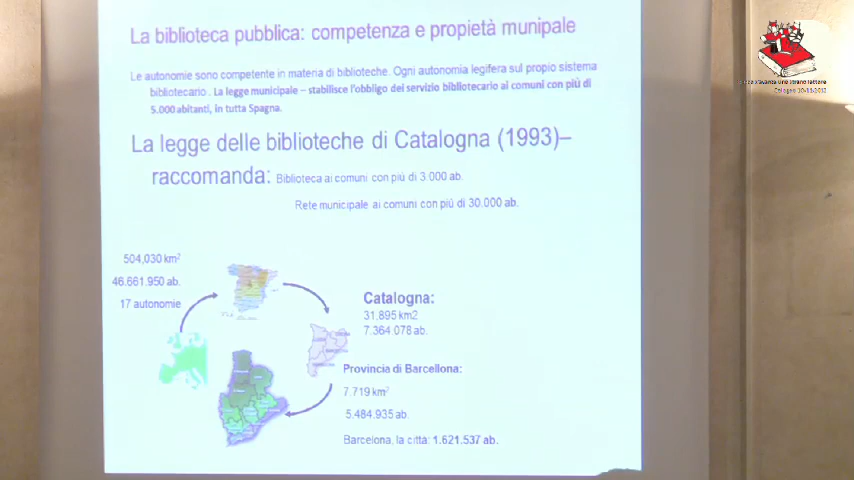 La biblioteca pubblica: competenza e propietà munipale
Le autonomie sono competente in materia di biblioteche. Ogni autonomia legifera sul propio sistema
bibliotecario. La legge municipale – stabilisce l'obbligo del servizio bibliotecario ai comuni con più di
5.000 abitanti, in tutta Spagna.
La legge delle biblioteche di Catalogna (1993)–
raccomanda: Biblioteca ai comuni con più di 3.000 ab.
Rete municipale ai comuni con più di 30.000 ab.
504,030 km²
46.661.950 ab.
17 autonomie
Catalogna:
31,895 km2
7.364.078 ab.
Provincia di Barcellona:
7.719 km²
5.484.935 ab.
Barcelona, la città: 1.621.537 ab.